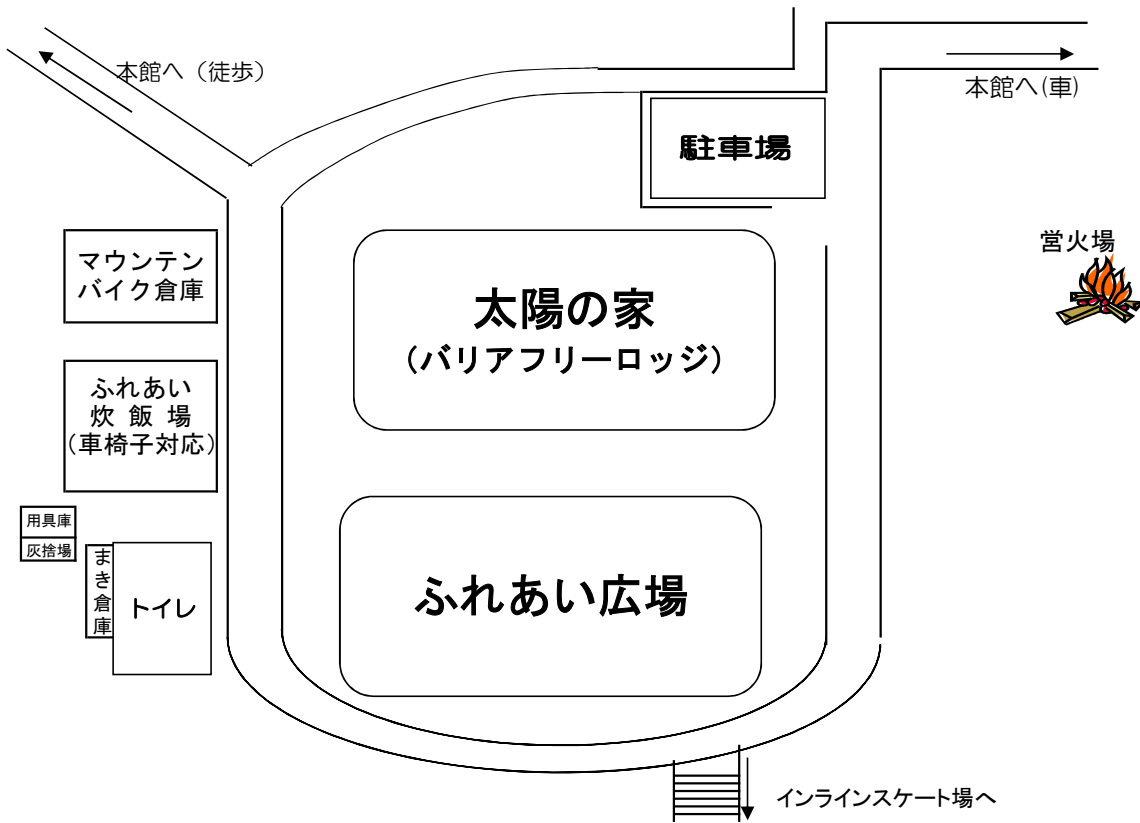 本館へ（徒歩）
本館へ(車)
駐車場
営火場
マウンテン
バイク倉庫
太陽の家
（バリアフリーロッジ）
ふれあい
炊飯場
（車椅子対応）
用具庫
灰捨場
まき倉庫
トイレ
ふれあい広場
インラインスケート場へ